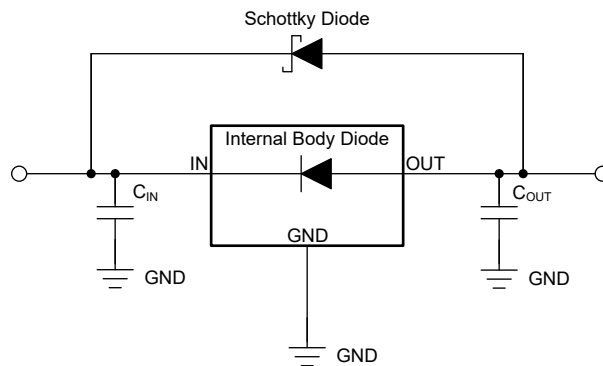 Schottky Diode
Internal Body Diode
IN
OUT
CIN
COUT
GND
GND
GND
GND